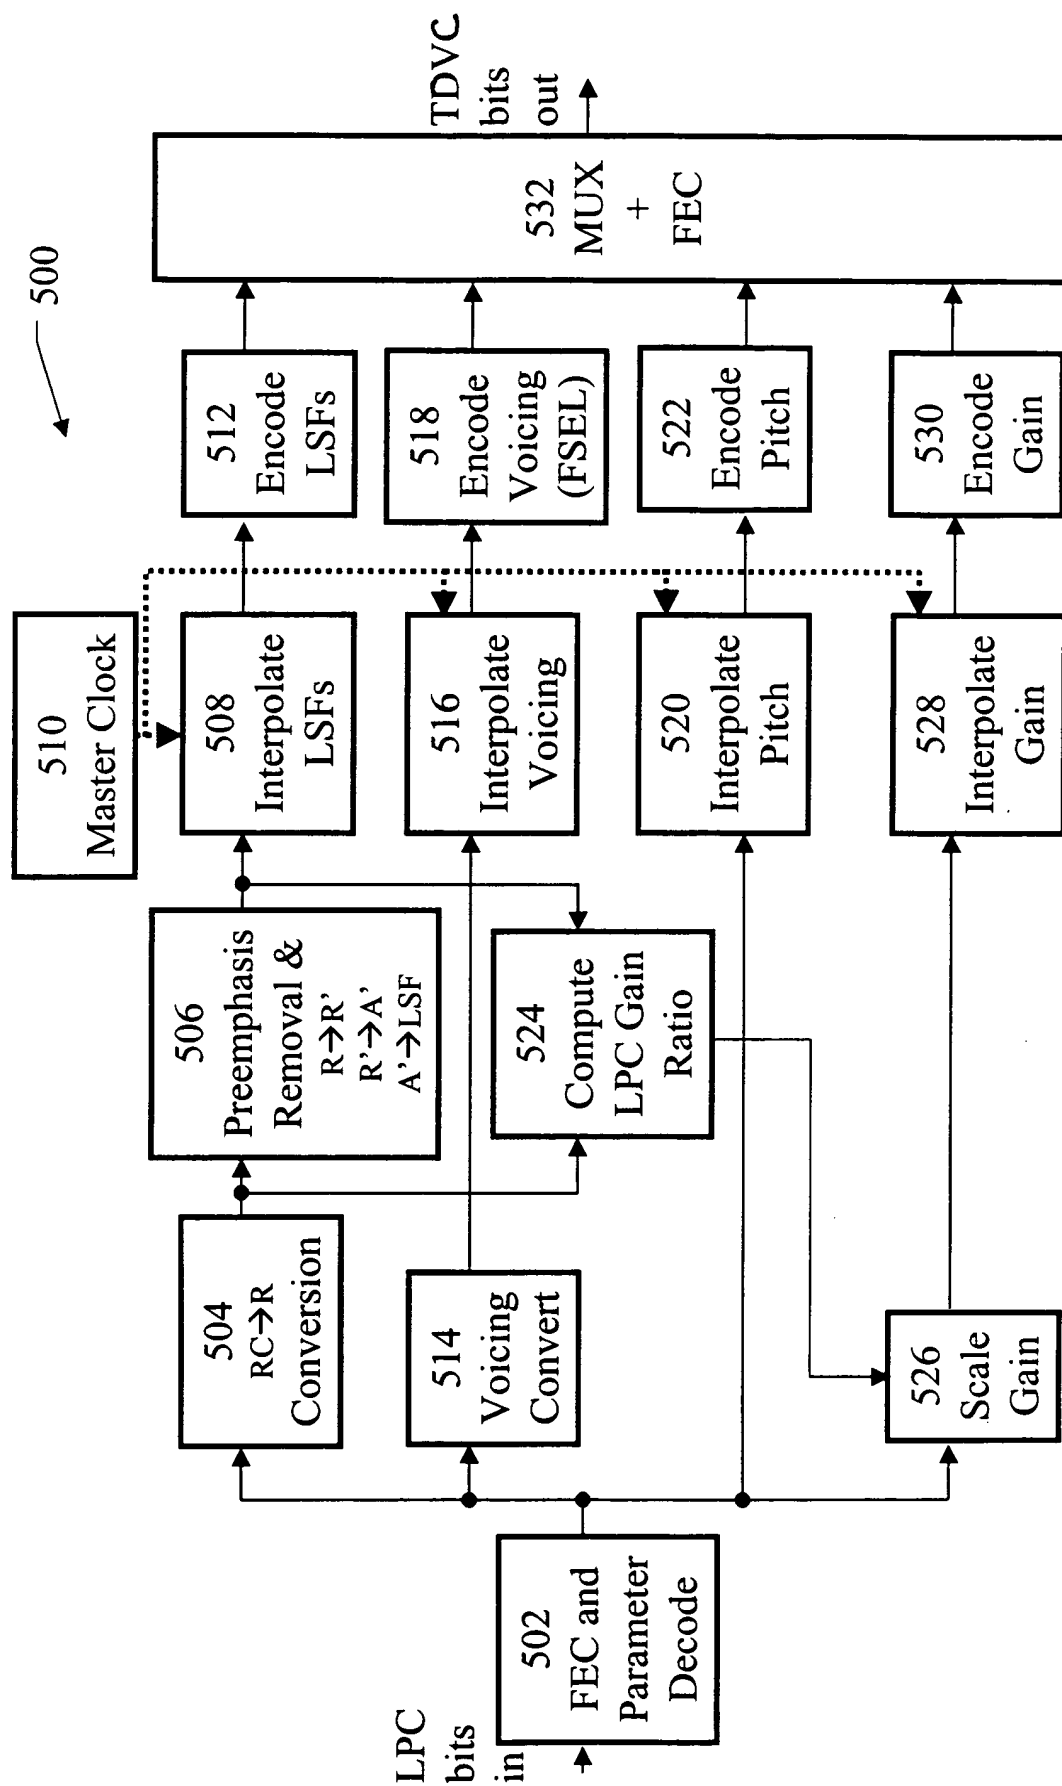 500
510
Master Clock
LPC
bits
in
502
FEC and
Parameter
Decode
504
RC→R
Conversion
506
Preemphasis
Removal &
R→R'
R'→A'
A'→LSF
508
Interpolate
LSFs
512
Encode
LSFs
514
Voicing
Convert
516
Interpolate
Voicing
518
Encode
Voicing
(FSEL)
520
Interpolate
Pitch
522
Encode
Pitch
524
Compute
LPC Gain
Ratio
526
Scale
Gain
528
Interpolate
Gain
530
Encode
Gain
532
MUX
+
FEC
TDVC
bits
out